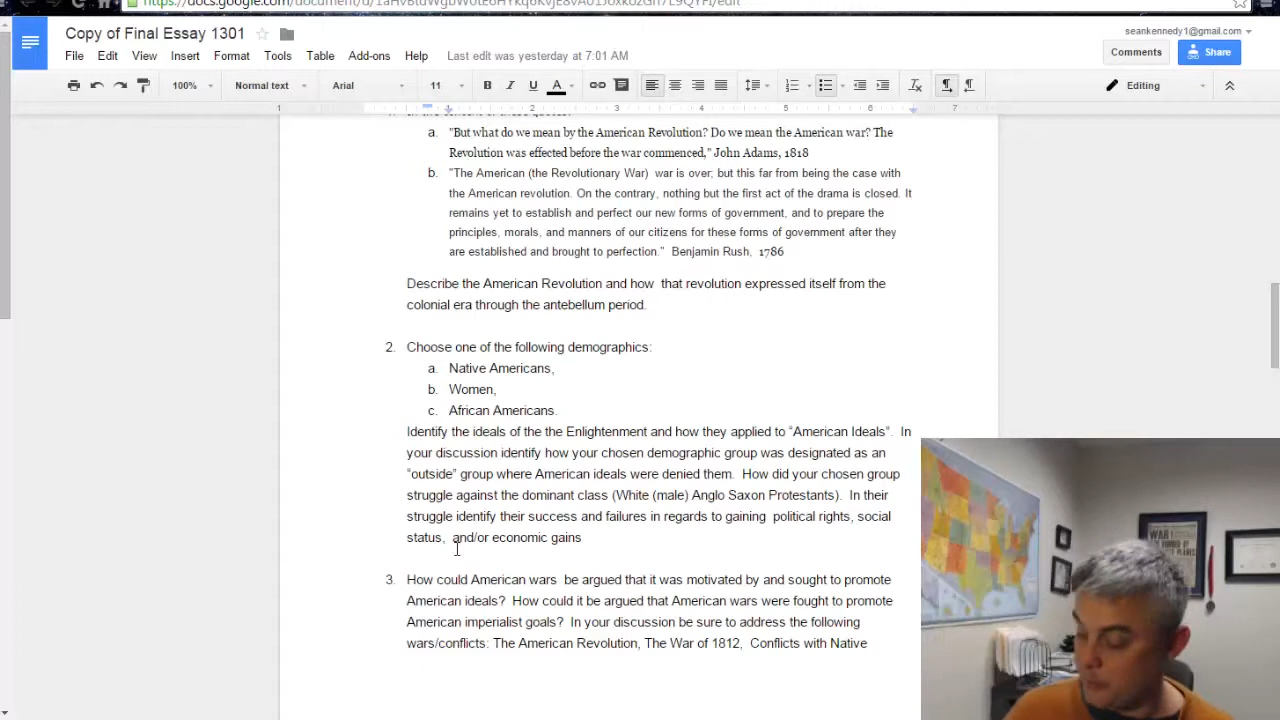 Copy of Final Essay 1301
seankennedy1@gmail.com
File Edit View Insert Format Tools Table Add-ons Help Last edit was yesterday at 7:01 AM
Comments Share
100% Normal text Arial 11 B I U A Editing
1 1 2 3 4 5 6 7
a. "But what do we mean by the American Revolution? Do we mean the American war? The
Revolution was effected before the war commenced," John Adams, 1818
b. "The American (the Revolutionary War) war is over; but this far from being the case with
the American revolution. On the contrary, nothing but the first act of the drama is closed. It
remains yet to establish and perfect our new forms of government, and to prepare the
principles, morals, and manners of our citizens for these forms of government after they
are established and brought to perfection." Benjamin Rush, 1786
Describe the American Revolution and how that revolution expressed itself from the
colonial era through the antebellum period.
2. Choose one of the following demographics:
a. Native Americans,
b. Women,
c. African Americans.
Identify the ideals of the the Enlightenment and how they applied to “American Ideals”. In
your discussion identify how your chosen demographic group was designated as an
“outside” group where American ideals were denied them. How did your chosen group
struggle against the dominant class (White (male) Anglo Saxon Protestants). In their
struggle identify their success and failures in regards to gaining political rights, social
status, and/or economic gains
3. How could American wars be argued that it was motivated by and sought to promote
American ideals? How could it be argued that American wars were fought to promote
American imperialist goals? In your discussion be sure to address the following
wars/conflicts: The American Revolution, The War of 1812, Conflicts with Native